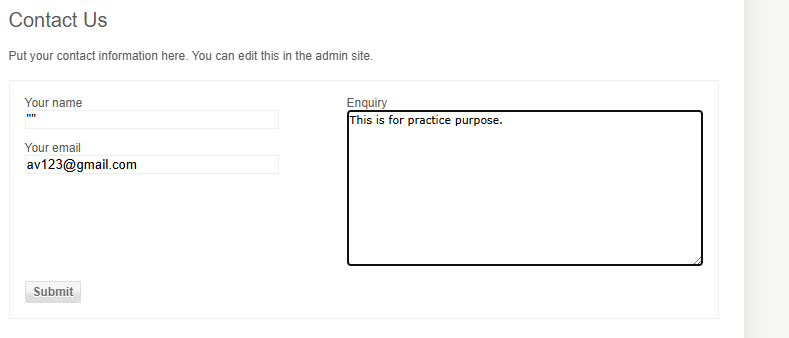 Contact Us
Put your contact information here. You can edit this in the admin site.
Your name
""
Your email
av123@gmail.com
Enquiry
This is for practice purpose.
Submit